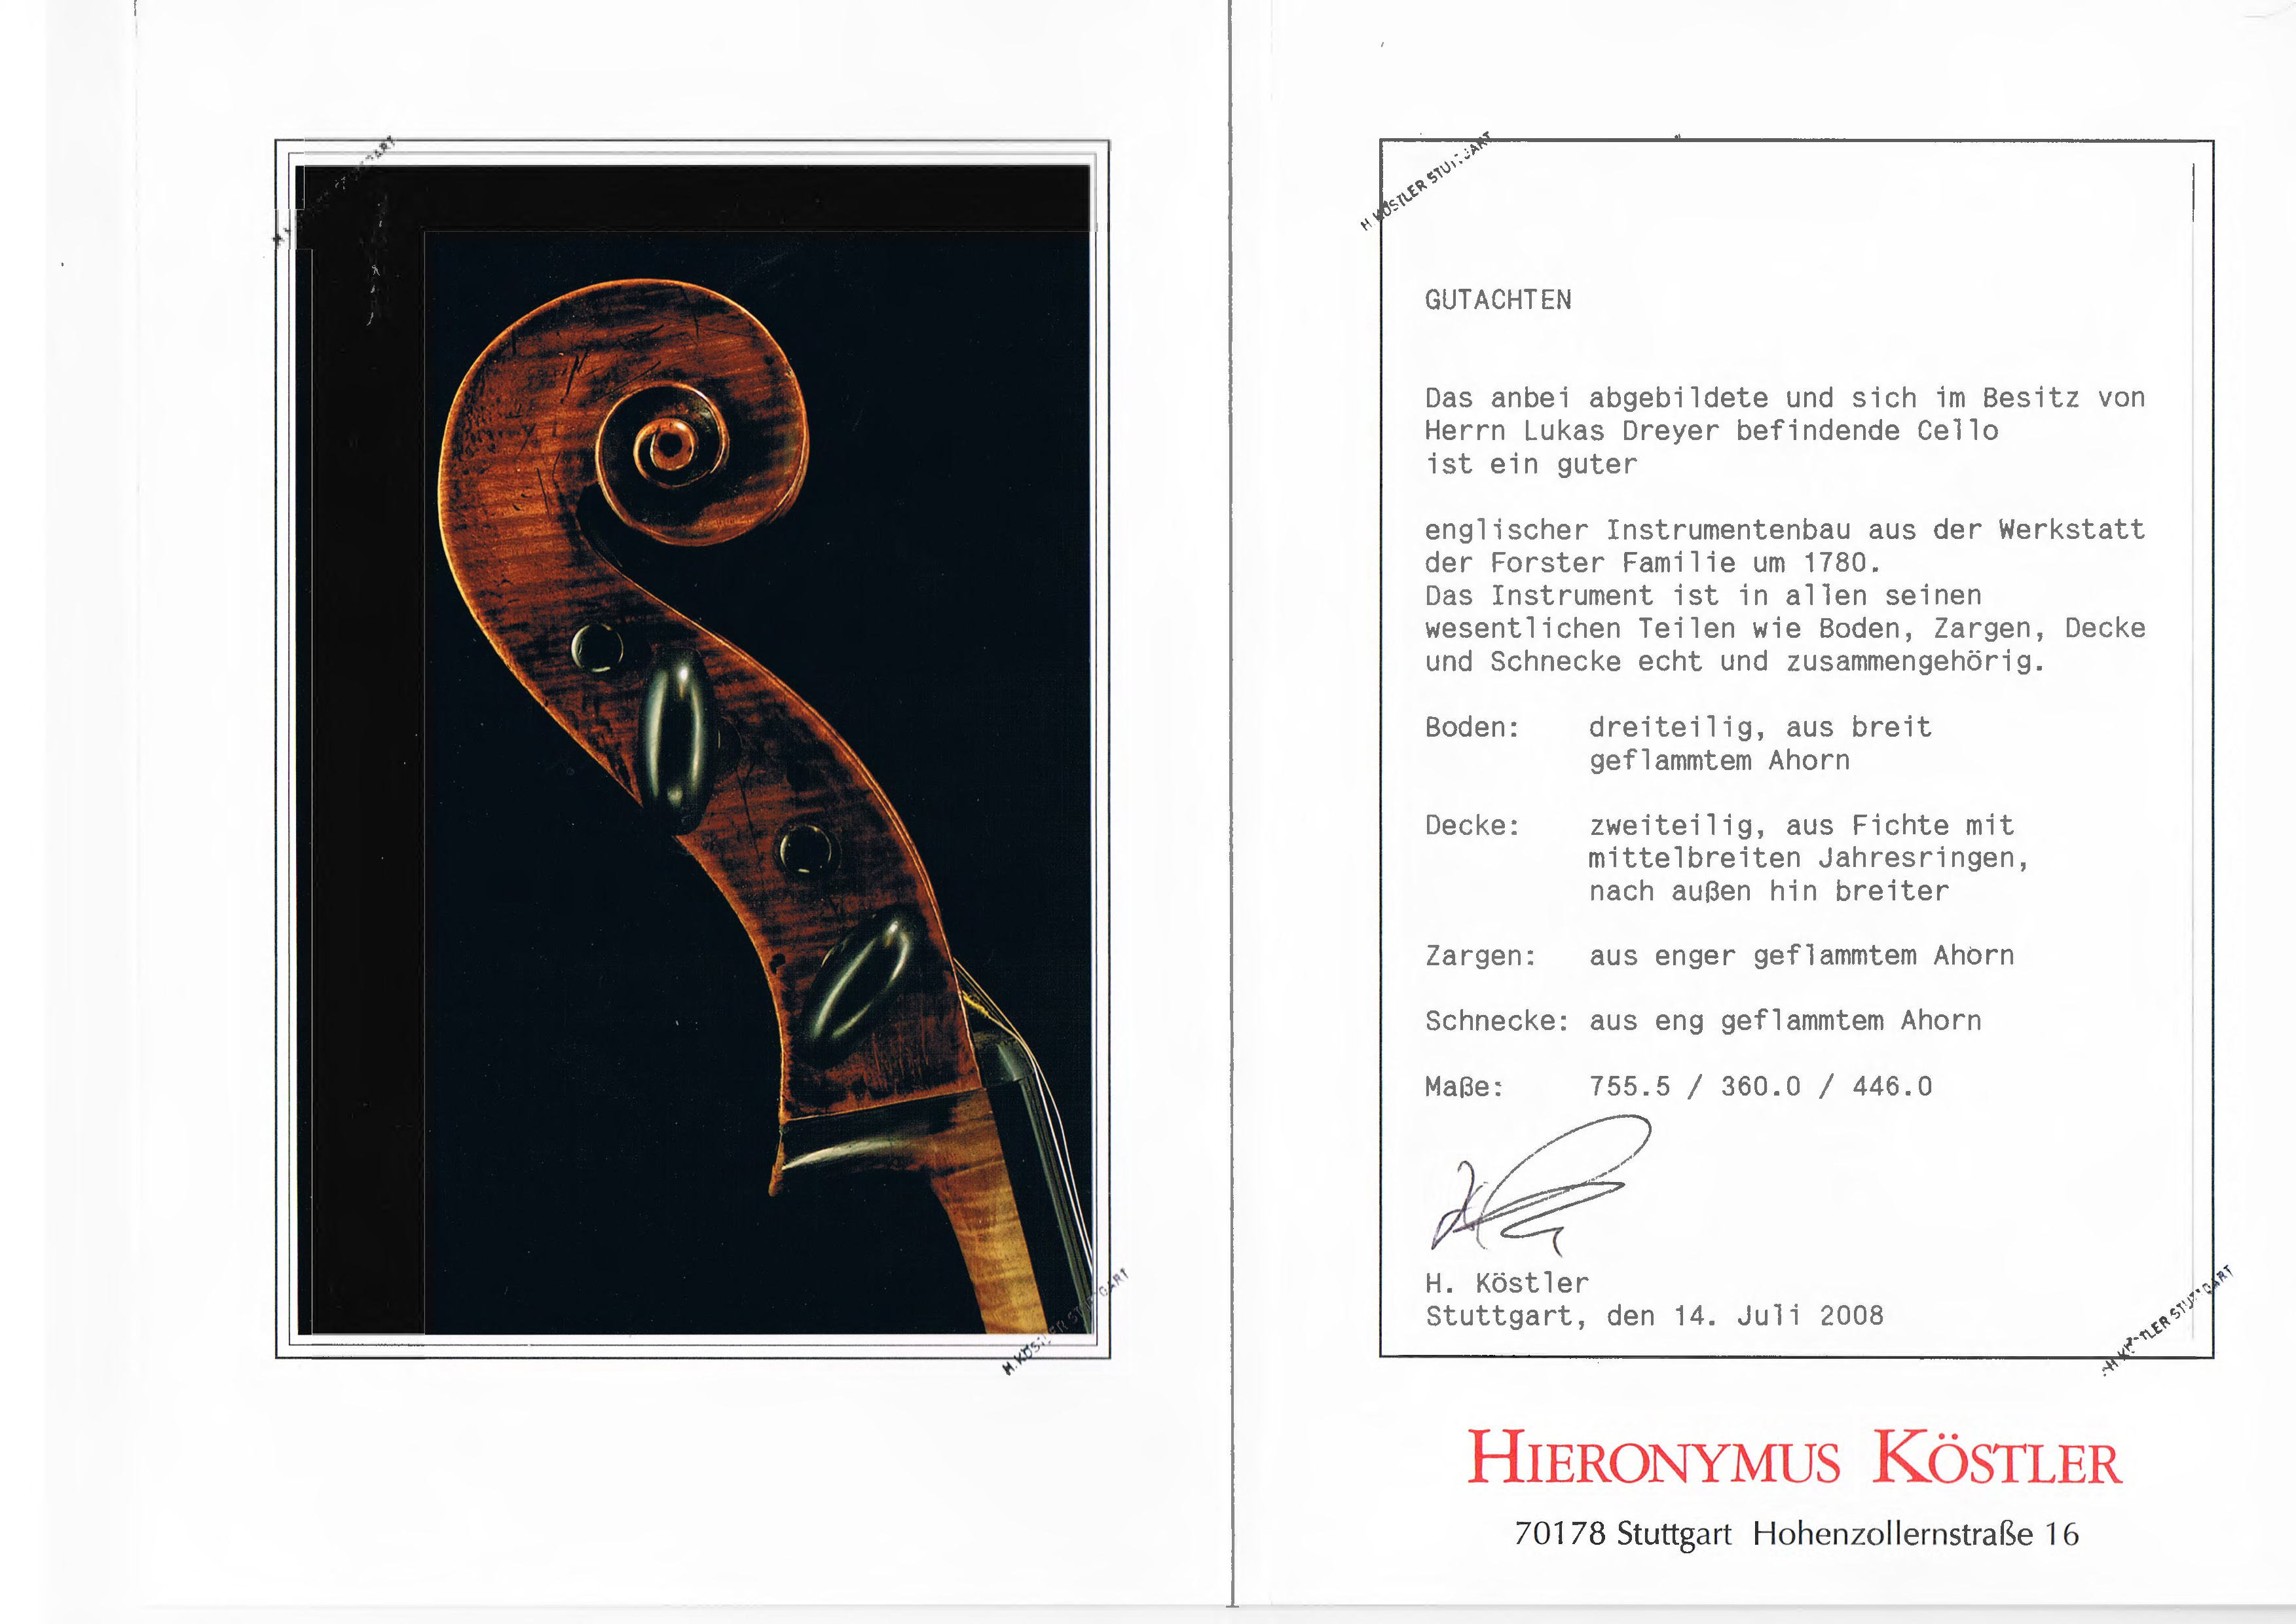 H. KÖSTLER STUTTGART
GUTACHTEN
Das anbei abgebildete und sich im Besitz von
Herrn Lukas Dreyer befindende Cello
ist ein guter
englischer Instrumentenbau aus der Werkstatt
der Forster Familie um 1780.
Das Instrument ist in allen seinen
wesentlichen Teilen wie Boden, Zargen, Decke
und Schnecke echt und zusammengehörig.
Boden: dreiteilig, aus breit
geflammtem Ahorn
Decke: zweiteilig, aus Fichte mit
mittelbreiten Jahresringen,
nach außen hin breiter
Zargen: aus enger geflammtem Ahorn
Schnecke: aus eng geflammtem Ahorn
Maße: 755.5 / 360.0 / 446.0
H. Köstler
Stuttgart, den 14. Juli 2008
H. KÖSTLER STUTTGART
H. KÖSTLER STUTTGART
HIERONYMUS KÖSTLER
70178 Stuttgart Hohenzollernstraße 16